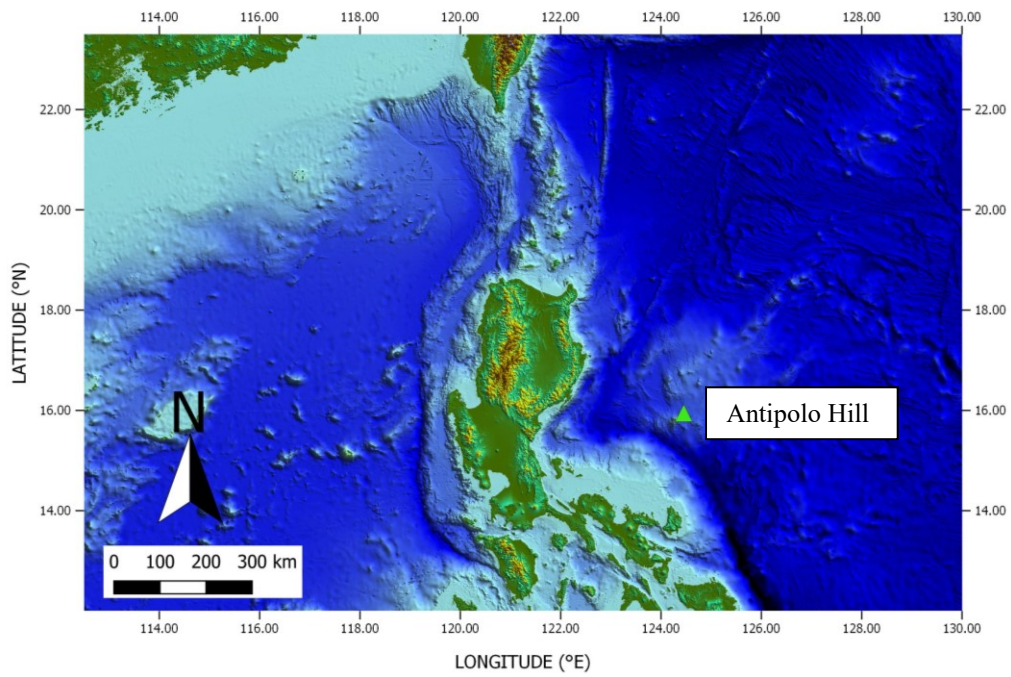 114.00 116.00 118.00 120.00 122.00 124.00 126.00 128.00 130.00
22.00 22.00
20.00 20.00
18.00 18.00
16.00 16.00
14.00 14.00
LATITUDE (°N)
Antipolo Hill
N
0 100 200 300 km
114.00 116.00 118.00 120.00 122.00 124.00 126.00 128.00 130.00
LONGITUDE (°E)